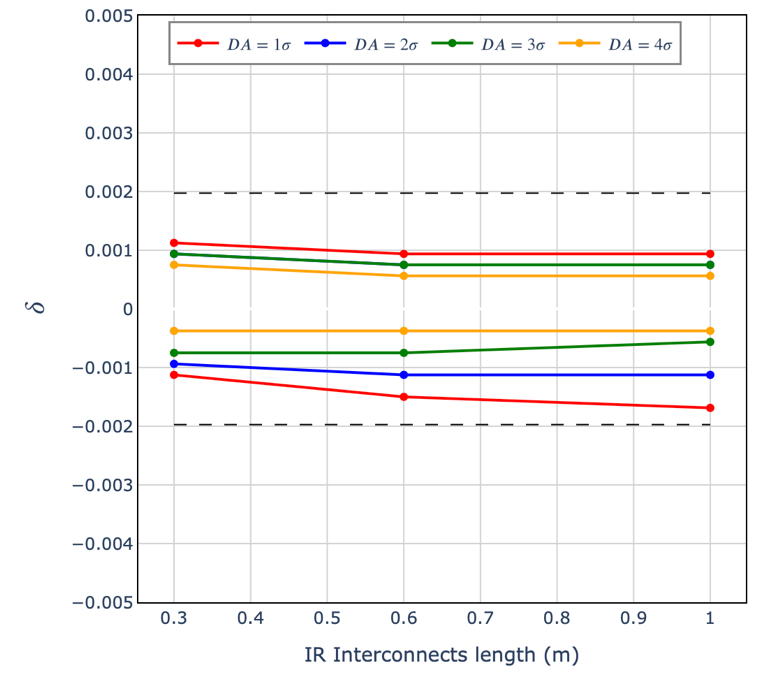 0.005
DA = 1σ DA = 2σ DA = 3σ DA = 4σ
0.004
0.003
0.002
0.001
δ
0
−0.001
−0.002
−0.003
−0.004
−0.005
0.3 0.4 0.5 0.6 0.7 0.8 0.9 1
IR Interconnects length (m)